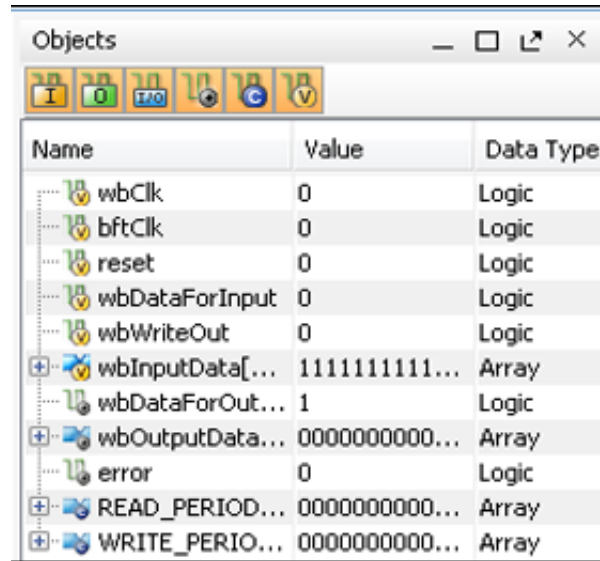 Objects
I O I/O C V
Name Value Data Type
wbClk 0 Logic
bftClk 0 Logic
reset 0 Logic
wbDataForInput 0 Logic
wbWriteOut 0 Logic
wbInputData[... 1111111111... Array
wbDataForOut... 1 Logic
wbOutputData... 0000000000... Array
error 0 Logic
READ_PERIOD... 0000000000... Array
WRITE_PERIO... 0000000000... Array